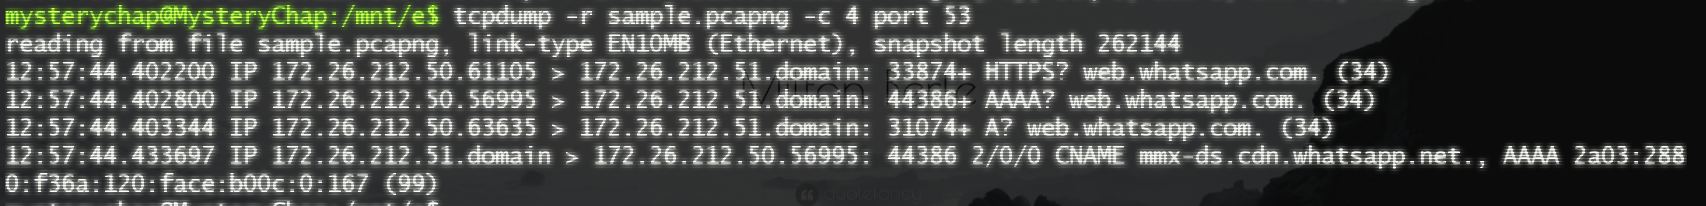 mysterychap@MysteryChap:/mnt/e$ tcpdump -r sample.pcapng -c 4 port 53
reading from file sample.pcapng, link-type EN10MB (Ethernet), snapshot length 262144
12:57:44.402200 IP 172.26.212.50.61105 > 172.26.212.51.domain: 33874+ HTTPS? web.whatsapp.com. (34)
12:57:44.402800 IP 172.26.212.50.56995 > 172.26.212.51.domain: 44386+ AAAA? web.whatsapp.com. (34)
12:57:44.403344 IP 172.26.212.50.63635 > 172.26.212.51.domain: 31074+ A? web.whatsapp.com. (34)
12:57:44.433697 IP 172.26.212.51.domain > 172.26.212.50.56995: 44386 2/0/0 CNAME mmx-ds.cdn.whatsapp.net., AAAA 2a03:288
0:f36a:120:face:b00c:0:167 (99)